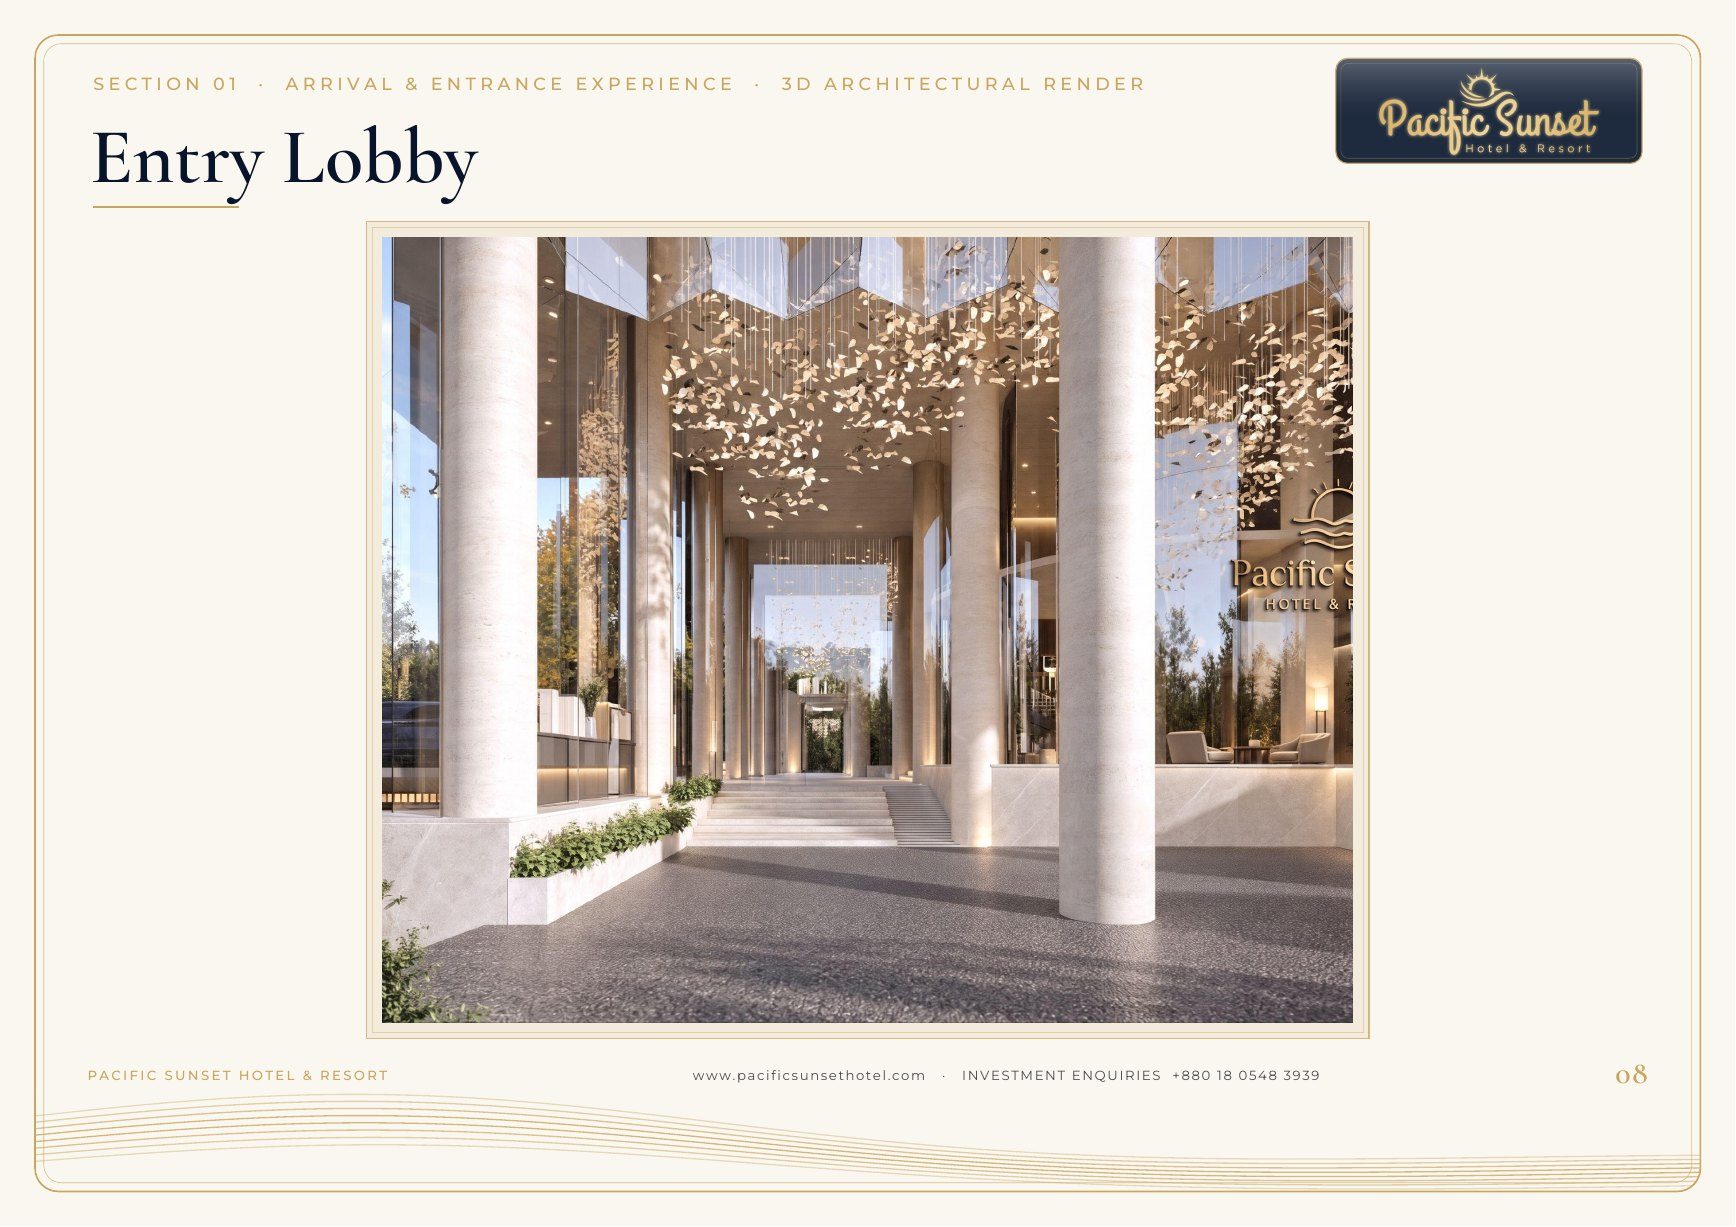 SECTION 01 · ARRIVAL & ENTRANCE EXPERIENCE · 3D ARCHITECTURAL RENDER
Pacific Sunset
Hotel & Resort
Entry Lobby
Pacific S
HOTEL & R
PACIFIC SUNSET HOTEL & RESORT
www.pacificsunsethotel.com · INVESTMENT ENQUIRIES +880 18 0548 3939
08